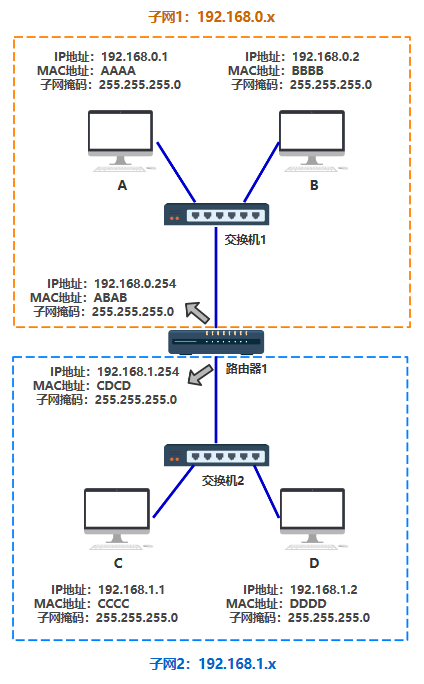 子网1：192.168.0.x
IP地址：192.168.0.1
MAC地址：AAAA
子网掩码：255.255.255.0
IP地址：192.168.0.2
MAC地址：BBBB
子网掩码：255.255.255.0
A
B
交换机1
IP地址：192.168.0.254
MAC地址：ABAB
子网掩码：255.255.255.0
路由器1
IP地址：192.168.1.254
MAC地址：CDCD
子网掩码：255.255.255.0
交换机2
C
D
IP地址：192.168.1.1
MAC地址：CCCC
子网掩码：255.255.255.0
IP地址：192.168.1.2
MAC地址：DDDD
子网掩码：255.255.255.0
子网2：192.168.1.x